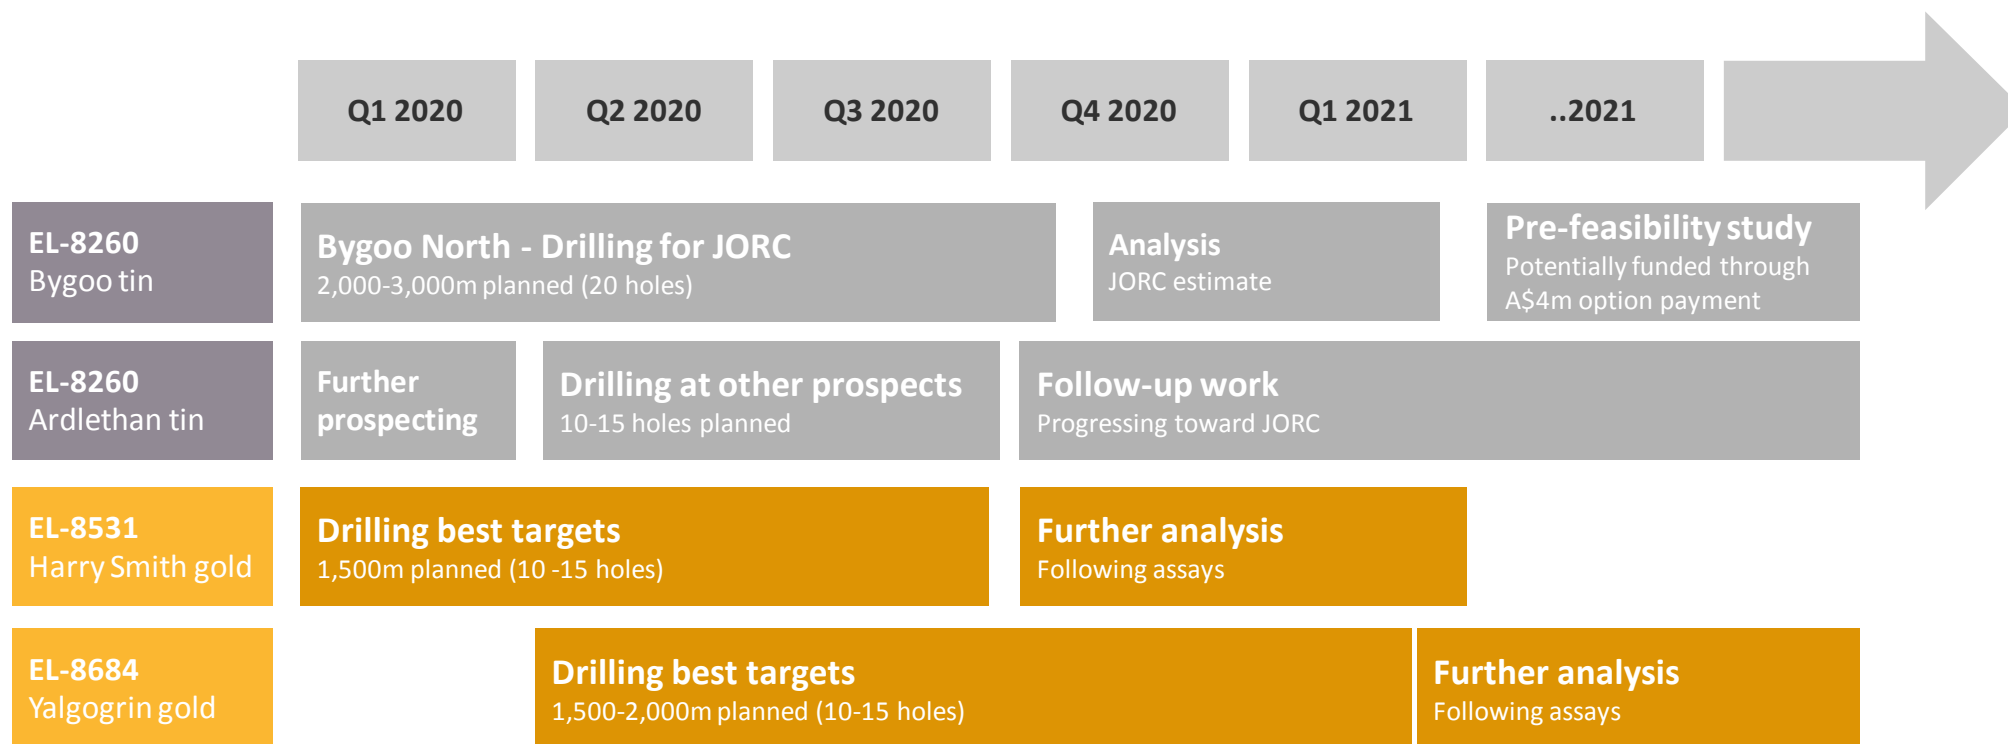 Q1 2020
Q2 2020
Q3 2020
Q4 2020
Q1 2021
..2021
EL-8260
Bygoo tin
Bygoo North - Drilling for JORC
2,000-3,000m planned (20 holes)
Analysis
JORC estimate
Pre-feasibility study
Potentially funded through
A$4m option payment
EL-8260
Ardlethan tin
Further
prospecting
Drilling at other prospects
10-15 holes planned
Follow-up work
Progressing toward JORC
EL-8531
Harry Smith gold
Drilling best targets
1,500m planned (10 -15 holes)
Further analysis
Following assays
EL-8684
Yalgogrin gold
Drilling best targets
1,500-2,000m planned (10-15 holes)
Further analysis
Following assays